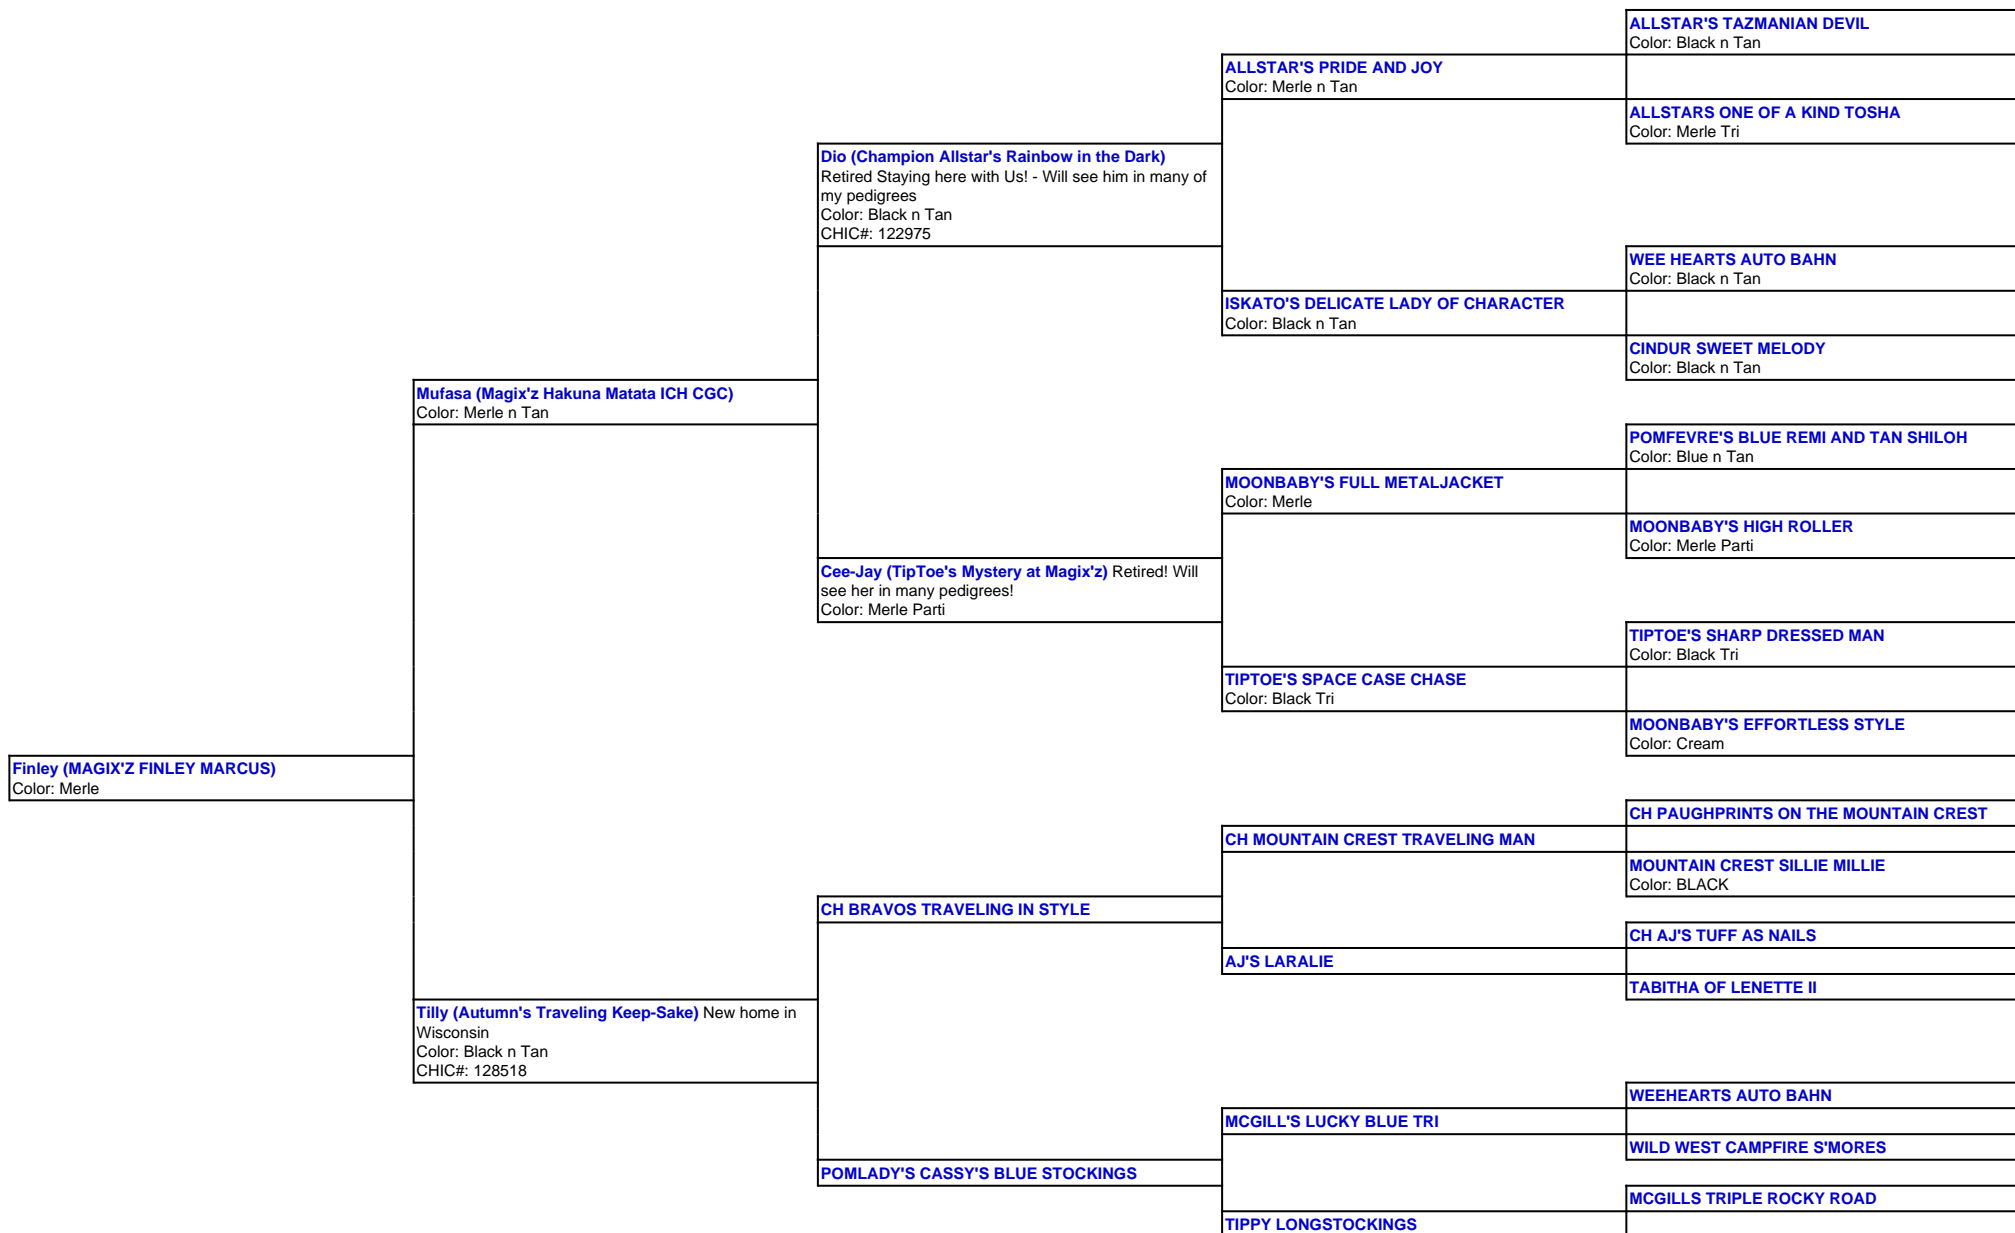 ALLSTAR'S TAZMANIAN DEVIL
Color: Black n Tan
ALLSTAR'S PRIDE AND JOY
Color: Merle n Tan
ALLSTARS ONE OF A KIND TOSHA
Color: Merle Tri
Dio (Champion Allstar's Rainbow in the Dark)
Retired Staying here with Us! - Will see him in many of
my pedigrees
Color: Black n Tan
CHIC#: 122975
WEE HEARTS AUTO BAHN
Color: Black n Tan
ISKATO'S DELICATE LADY OF CHARACTER
Color: Black n Tan
CINDUR SWEET MELODY
Color: Black n Tan
Mufasa (Magix'z Hakuna Matata ICH CGC)
Color: Merle n Tan
POMFEVRE'S BLUE REMI AND TAN SHILOH
Color: Blue n Tan
MOONBABY'S FULL METALJACKET
Color: Merle
MOONBABY'S HIGH ROLLER
Color: Merle Parti
Cee-Jay (TipToe's Mystery at Magix'z) Retired! Will
see her in many pedigrees!
Color: Merle Parti
TIPTOE'S SHARP DRESSED MAN
Color: Black Tri
TIPTOE'S SPACE CASE CHASE
Color: Black Tri
MOONBABY'S EFFORTLESS STYLE
Color: Cream
Finley (MAGIX'Z FINLEY MARCUS)
Color: Merle
CH PAUGHPRINTS ON THE MOUNTAIN CREST
CH MOUNTAIN CREST TRAVELING MAN
MOUNTAIN CREST SILLIE MILLIE
Color: BLACK
CH BRAVOS TRAVELING IN STYLE
CH AJ'S TUFF AS NAILS
AJ'S LARALIE
TABITHA OF LENETTE II
Tilly (Autumn's Traveling Keep-Sake) New home in
Wisconsin
Color: Black n Tan
CHIC#: 128518
WEEHEARTS AUTO BAHN
MCGILL'S LUCKY BLUE TRI
WILD WEST CAMPFIRE S'MORES
POMLADY'S CASSY'S BLUE STOCKINGS
MCGILLS TRIPLE ROCKY ROAD
TIPPY LONGSTOCKINGS